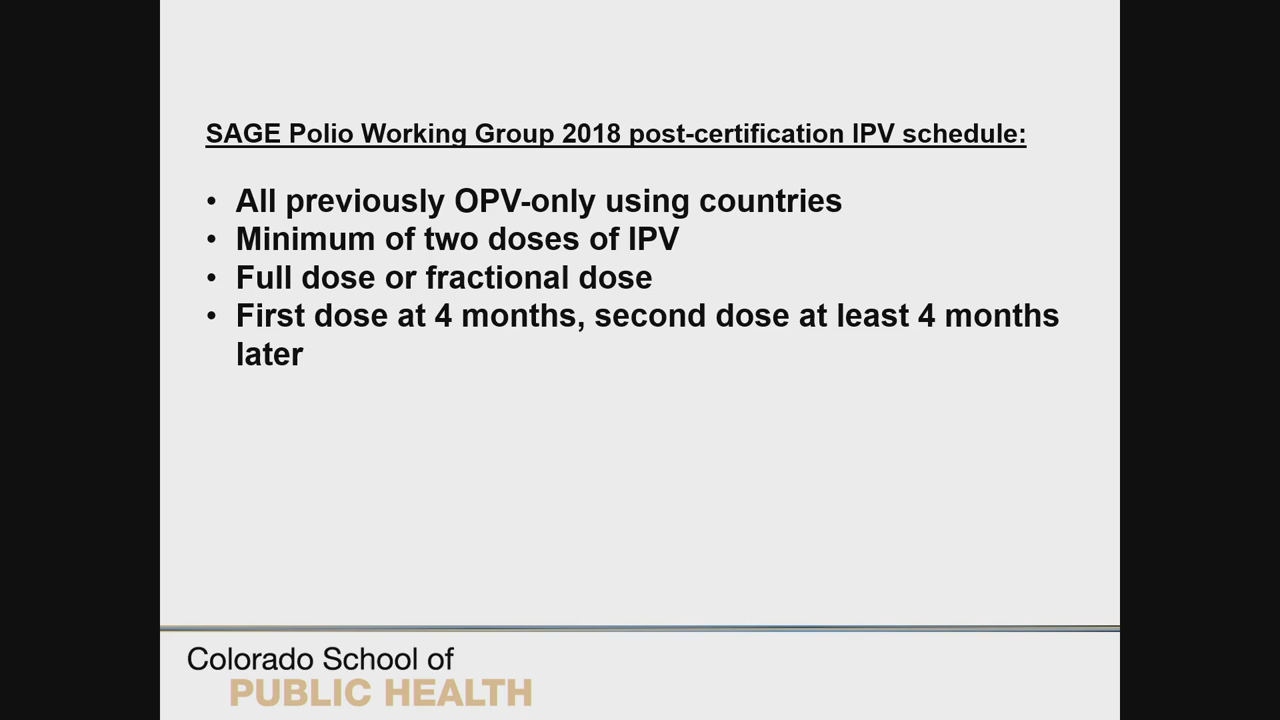 SAGE Polio Working Group 2018 post-certification IPV schedule:
• All previously OPV-only using countries
• Minimum of two doses of IPV
• Full dose or fractional dose
• First dose at 4 months, second dose at least 4 months
later
Colorado School of
PUBLIC HEALTH